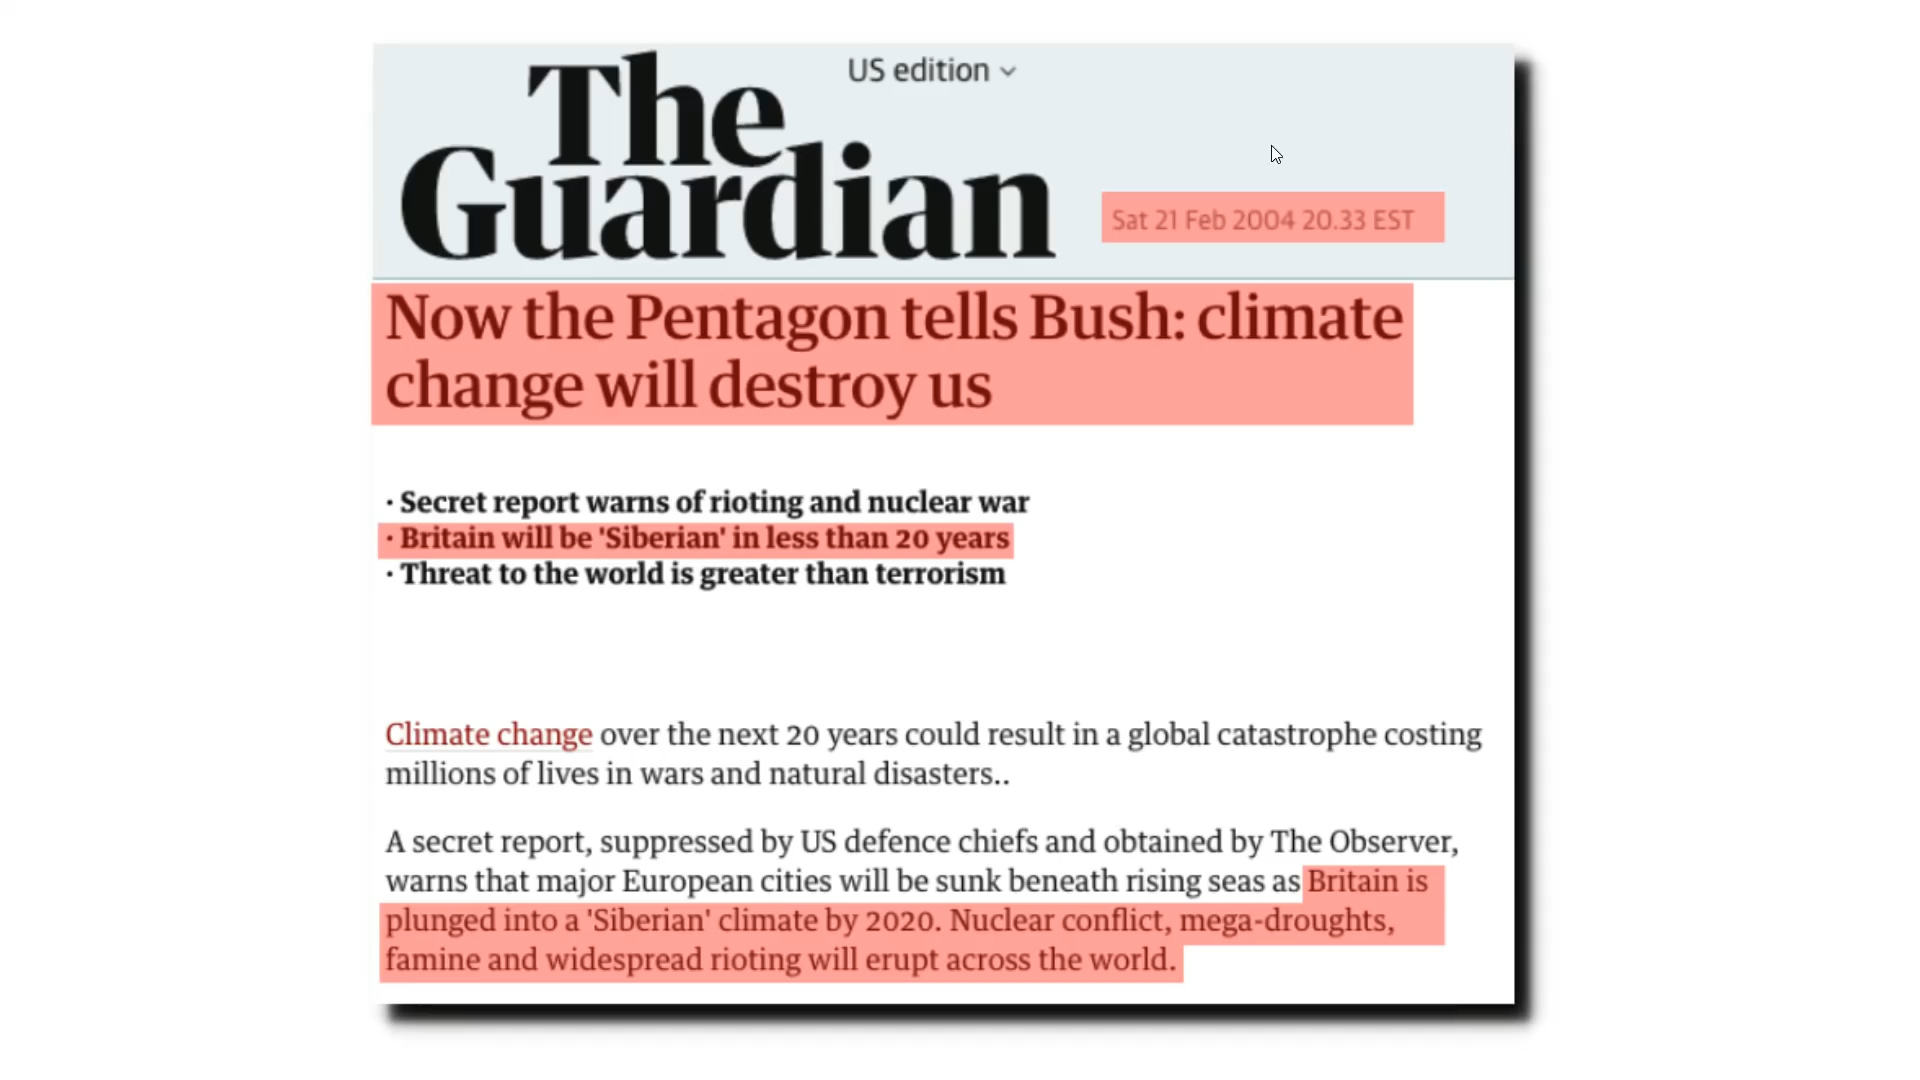 The
Guardian
US edition
Sat 21 Feb 2004 20.33 EST
Now the Pentagon tells Bush: climate
change will destroy us
· Secret report warns of rioting and nuclear war
· Britain will be 'Siberian' in less than 20 years
· Threat to the world is greater than terrorism
Climate change over the next 20 years could result in a global catastrophe costing
millions of lives in wars and natural disasters..
A secret report, suppressed by US defence chiefs and obtained by The Observer,
warns that major European cities will be sunk beneath rising seas as Britain is
plunged into a 'Siberian' climate by 2020. Nuclear conflict, mega-droughts,
famine and widespread rioting will erupt across the world.